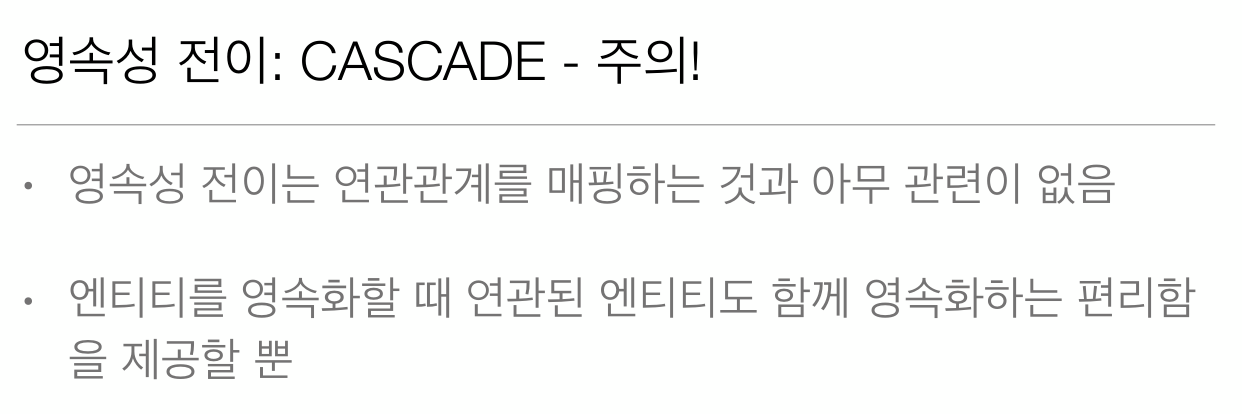 영속성 전이: CASCADE - 주의!
• 영속성 전이는 연관관계를 매핑하는 것과 아무 관련이 없음
• 엔티티를 영속화할 때 연관된 엔티티도 함께 영속화하는 편리함
을 제공할 뿐